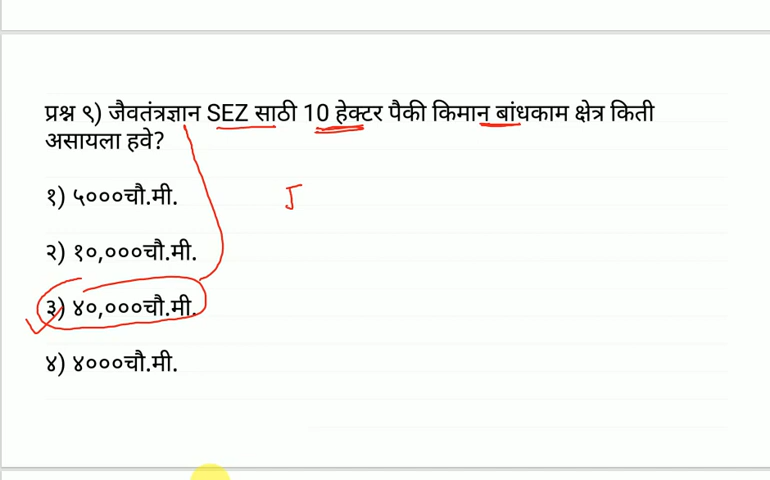 प्रश्न ९) जैवतंत्रज्ञान SEZ साठी 10 हेक्टर पैकी किमान बांधकाम क्षेत्र किती
असायला हवे?
१) ५०००चौ.मी.
२) १०,०००चौ.मी.
३) ४०,०००चौ.मी.
४) ४०००चौ.मी.